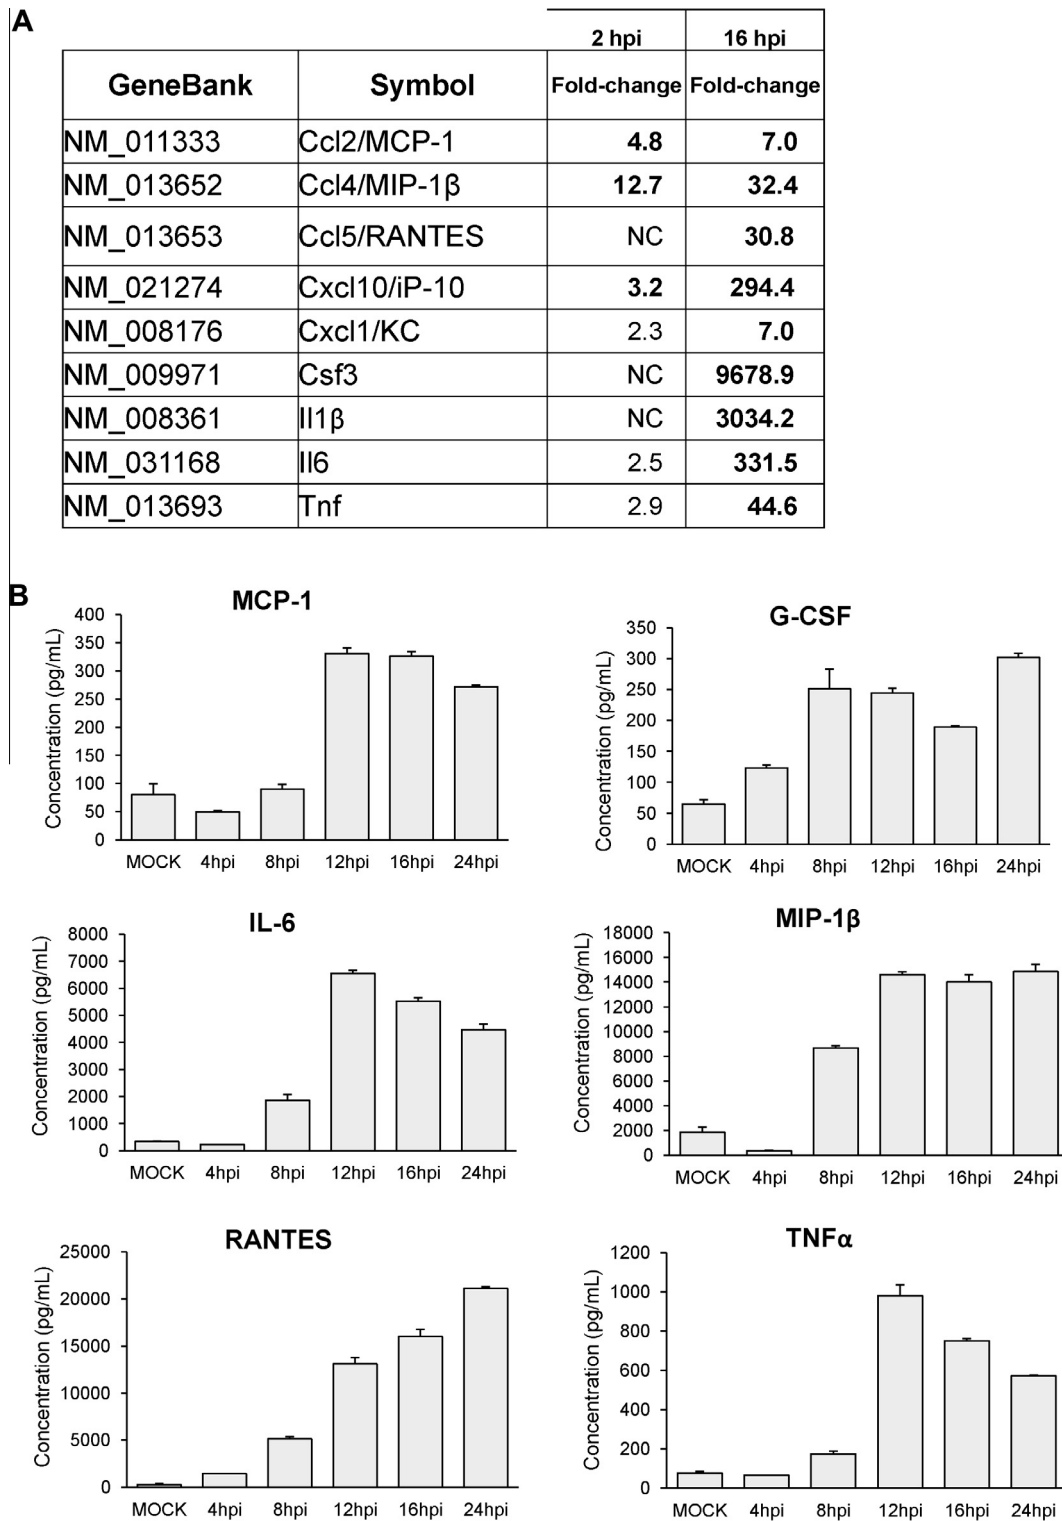 A
2 hpi 16 hpi
GeneBank Symbol Fold-change Fold-change
NM_011333 Ccl2/MCP-1 4.8 7.0
NM_013652 Ccl4/MIP-1β 12.7 32.4
NM_013653 Ccl5/RANTES NC 30.8
NM_021274 Cxcl10/iP-10 3.2 294.4
NM_008176 Cxcl1/KC 2.3 7.0
NM_009971 Csf3 NC 9678.9
NM_008361 Il1β NC 3034.2
NM_031168 Il6 2.5 331.5
NM_013693 Tnf 2.9 44.6
B
MCP-1
Concentration (pg/mL)
400
350
300
250
200
150
100
50
0
MOCK 4hpi 8hpi 12hpi 16hpi 24hpi
G-CSF
Concentration (pg/mL)
350
300
250
200
150
100
50
0
MOCK 4hpi 8hpi 12hpi 16hpi 24hpi
IL-6
Concentration (pg/mL)
8000
7000
6000
5000
4000
3000
2000
1000
0
MOCK 4hpi 8hpi 12hpi 16hpi 24hpi
MIP-1β
Concentration (pg/mL)
18000
16000
14000
12000
10000
8000
6000
4000
2000
0
MOCK 4hpi 8hpi 12hpi 16hpi 24hpi
RANTES
Concentration (pg/mL)
25000
20000
15000
10000
5000
0
MOCK 4hpi 8hpi 12hpi 16hpi 24hpi
TNFα
Concentration (pg/mL)
1200
1000
800
600
400
200
0
MOCK 4hpi 8hpi 12hpi 16hpi 24hpi